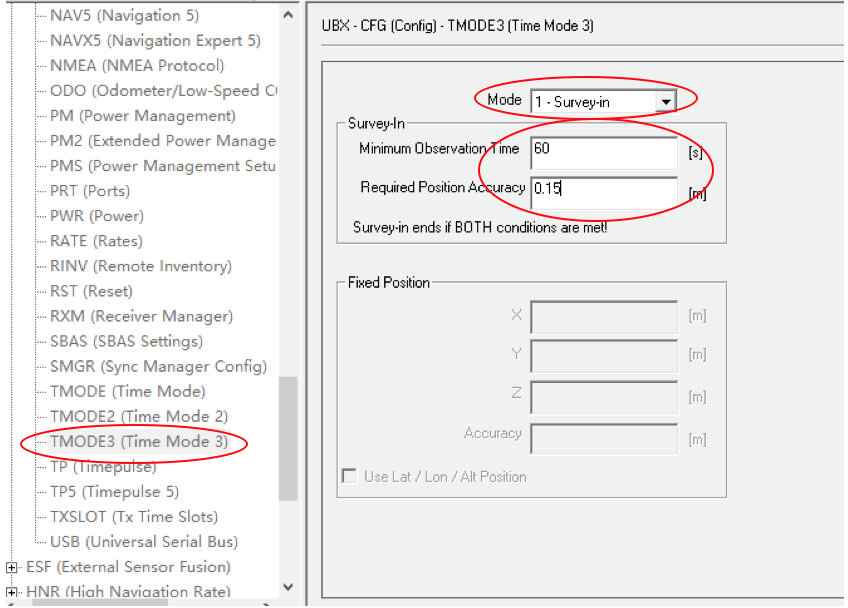 NAV5 (Navigation 5)
NAVX5 (Navigation Expert 5)
NMEA (NMEA Protocol)
ODO (Odometer/Low-Speed C
PM (Power Management)
PM2 (Extended Power Manage
PMS (Power Management Setu
PRT (Ports)
PWR (Power)
RATE (Rates)
RINV (Remote Inventory)
RST (Reset)
RXM (Receiver Manager)
SBAS (SBAS Settings)
SMGR (Sync Manager Config)
TMODE (Time Mode)
TMODE2 (Time Mode 2)
TMODE3 (Time Mode 3)
TP (Timepulse)
TP5 (Timepulse 5)
TXSLOT (Tx Time Slots)
USB (Universal Serial Bus)
ESF (External Sensor Fusion)
HNR (High Navigation Rate)
UBX - CFG (Config) - TMODE3 (Time Mode 3)
Mode 1 - Survey-in
Survey-In
Minimum Observation Time 60 [s]
Required Position Accuracy 0.15 [m]
Survey-in ends if BOTH conditions are met!
Fixed Position
X [m]
Y [m]
Z [m]
Accuracy [m]
Use Lat / Lon / Alt Position